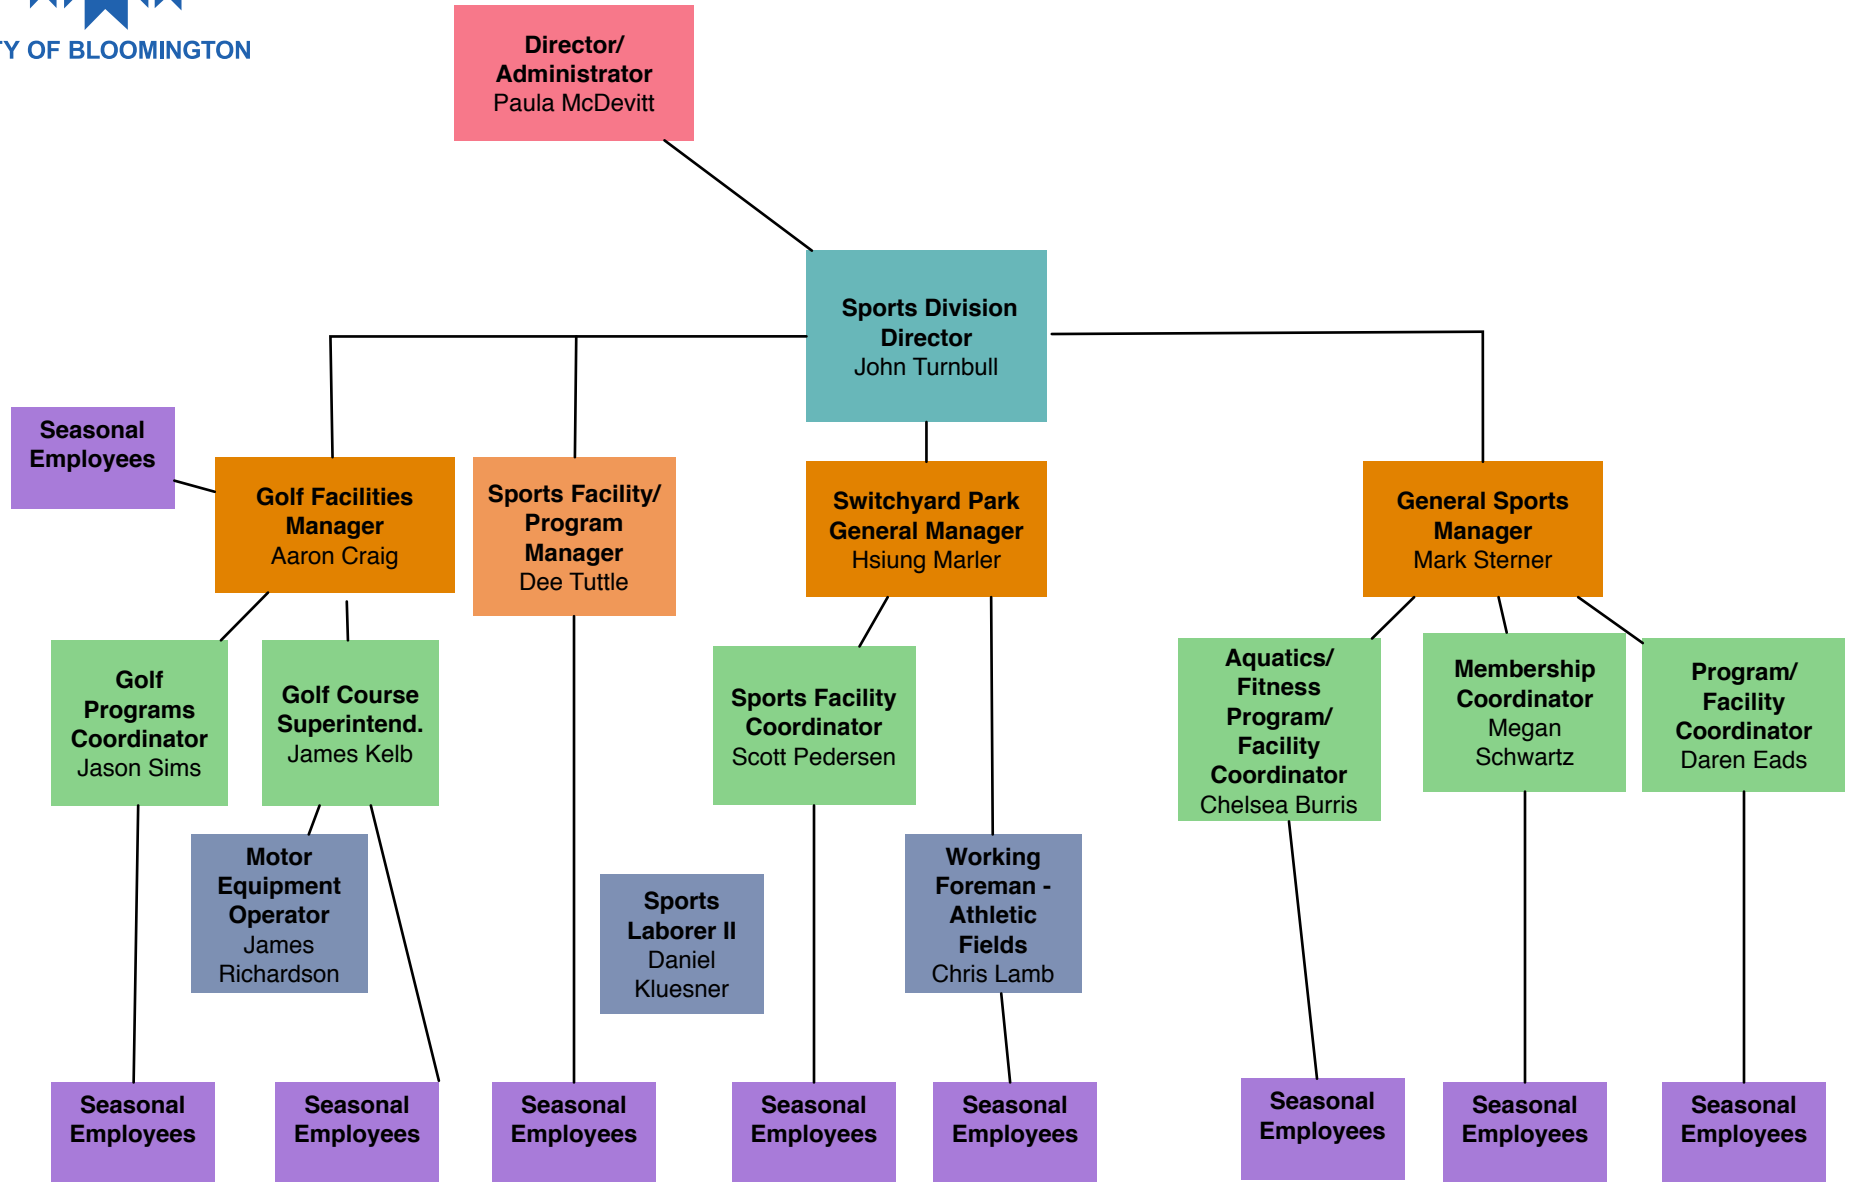 TY OF BLOOMINGTON
Director/
Administrator
Paula McDevitt
Sports Division
Director
John Turnbull
Seasonal
Employees
Golf Facilities
Manager
Aaron Craig
Sports Facility/
Program
Manager
Dee Tuttle
Switchyard Park
General Manager
Hsiung Marler
General Sports
Manager
Mark Sterner
Golf
Programs
Coordinator
Jason Sims
Golf Course
Superintend.
James Kelb
Sports Facility
Coordinator
Scott Pedersen
Aquatics/
Fitness
Program/
Facility
Coordinator
Chelsea Burris
Membership
Coordinator
Megan
Schwartz
Program/
Facility
Coordinator
Daren Eads
Motor
Equipment
Operator
James
Richardson
Sports
Laborer II
Daniel
Kluesner
Working
Foreman -
Athletic
Fields
Chris Lamb
Seasonal
Employees
Seasonal
Employees
Seasonal
Employees
Seasonal
Employees
Seasonal
Employees
Seasonal
Employees
Seasonal
Employees
Seasonal
Employees